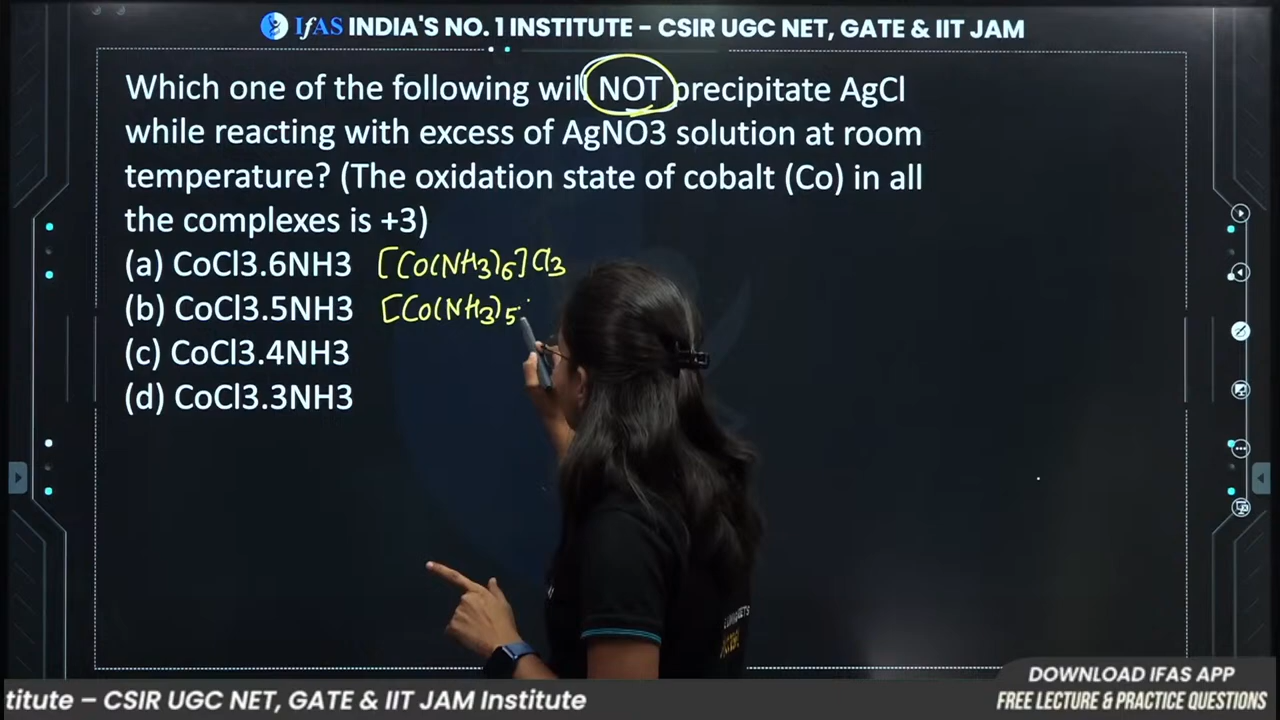 IfAS INDIA'S NO. 1 INSTITUTE – CSIR UGC NET, GATE & IIT JAM
Which one of the following will NOT precipitate AgCl
while reacting with excess of AgNO3 solution at room
temperature? (The oxidation state of cobalt (Co) in all
the complexes is +3)
(a) CoCl3.6NH3 [Co(NH3)6]Cl3
(b) CoCl3.5NH3 [Co(NH3)5
(c) CoCl3.4NH3
(d) CoCl3.3NH3
DOWNLOAD IFAS APP
titute – CSIR UGC NET, GATE & IIT JAM Institute
FREE LECTURE & PRACTICE QUESTIONS